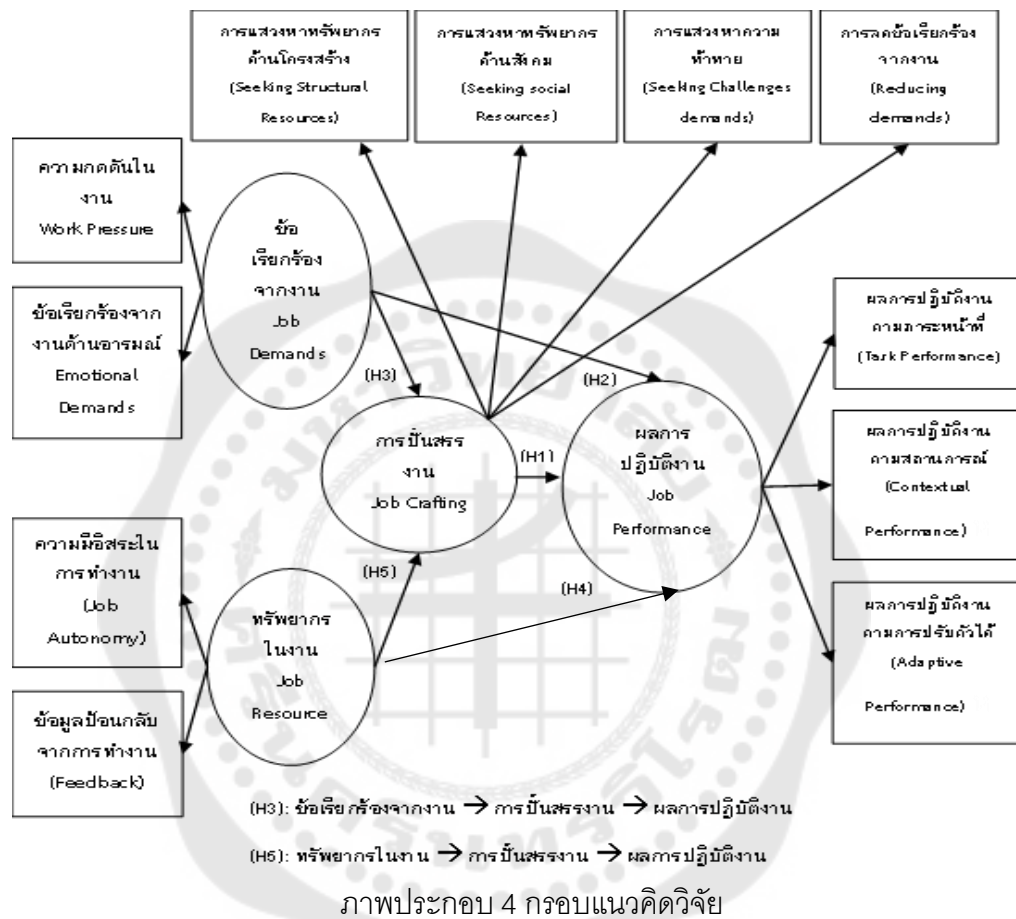 การแสวงหาทรัพยากร
ด้านโครงสร้าง
(Seeking Structural
Resources)
การแสวงหาทรัพยากร
ด้านสังคม
(Seeking social
Resources)
การแสวงหาความ
ท้าทาย
(Seeking Challenges
demands)
การลดข้อเรียกร้อง
จากงาน
(Reducing
demands)
ความกดดันใน
งาน
Work Pressure
ข้อเรียกร้องจาก
งานด้านอารมณ์
Emotional
Demands
ข้อ
เรียกร้อง
จากงาน
Job
Demands
(H3)
(H2)
การปั้นสรร
งาน
Job Crafting
(H1)
ผลการ
ปฏิบัติงาน
Job
Performance
ผลการปฏิบัติงาน
ตามภาระหน้าที่
(Task Performance)
ผลการปฏิบัติงาน
ตามสถานการณ์
(Contextual
Performance)
ผลการปฏิบัติงาน
ตามการปรับตัวได้
(Adaptive
Performance)
ความมีอิสระใน
การทำงาน
(Job
Autonomy)
ข้อมูลป้อนกลับ
จากการทำงาน
(Feedback)
(H5)
(H4)
ทรัพยากร
ในงาน
Job
Resource
(H3): ข้อเรียกร้องจากงาน → การปั้นสรรงาน → ผลการปฏิบัติงาน
(H5): ทรัพยากรในงาน → การปั้นสรรงาน → ผลการปฏิบัติงาน
ภาพประกอบ 4 กรอบแนวคิดวิจัย